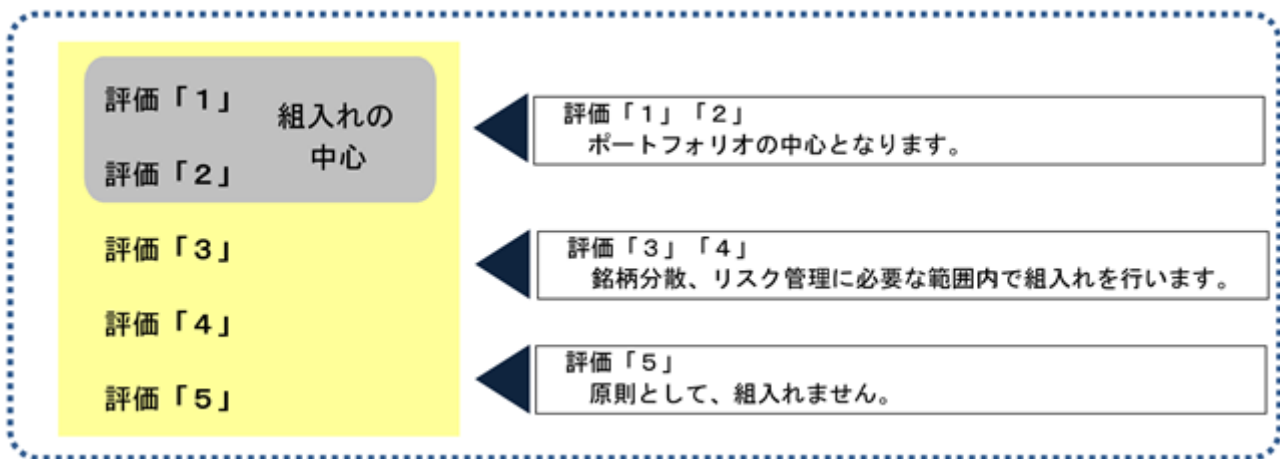 評価「１」
組入れの
中心
評価「２」
評価「３」
評価「４」
評価「５」
評価「１」「２」
ポートフォリオの中心となります。
評価「３」「４」
銘柄分散、リスク管理に必要な範囲内で組入れを行います。
評価「５」
原則として、組入れません。